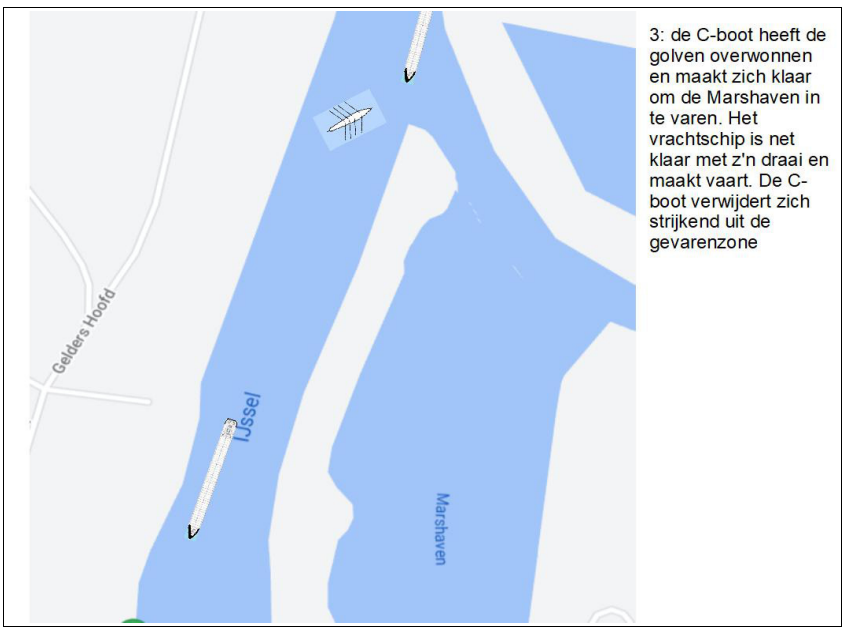 3: de C-boot heeft de
golven overwonnen
en maakt zich klaar
om de Marshaven in
te varen. Het
vrachtschip is net
klaar met z'n draai en
maakt vaart. De C-
boot verwijdert zich
strijkend uit de
gevarenzone
Gelders Hoofd
IJssel
Marshaven